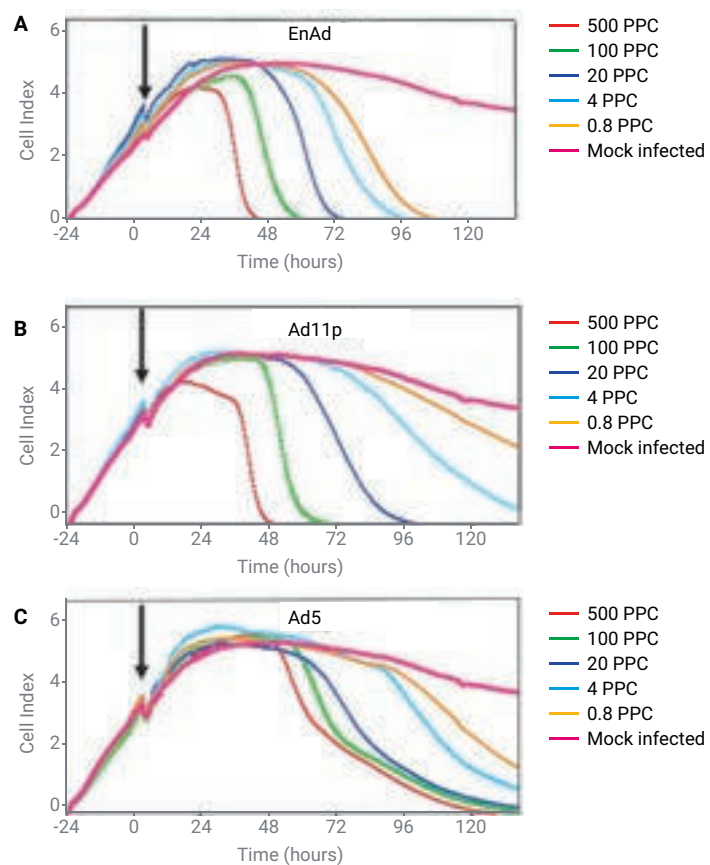 A
EnAd
500 PPC
100 PPC
20 PPC
4 PPC
0.8 PPC
Mock infected
Cell Index
6
4
2
0
-24 0 24 48 72 96 120
Time (hours)
B
Ad11p
500 PPC
100 PPC
20 PPC
4 PPC
0.8 PPC
Mock infected
Cell Index
6
4
2
0
-24 0 24 48 72 96 120
Time (hours)
C
Ad5
500 PPC
100 PPC
20 PPC
4 PPC
0.8 PPC
Mock infected
Cell Index
6
4
2
0
-24 0 24 48 72 96 120
Time (hours)